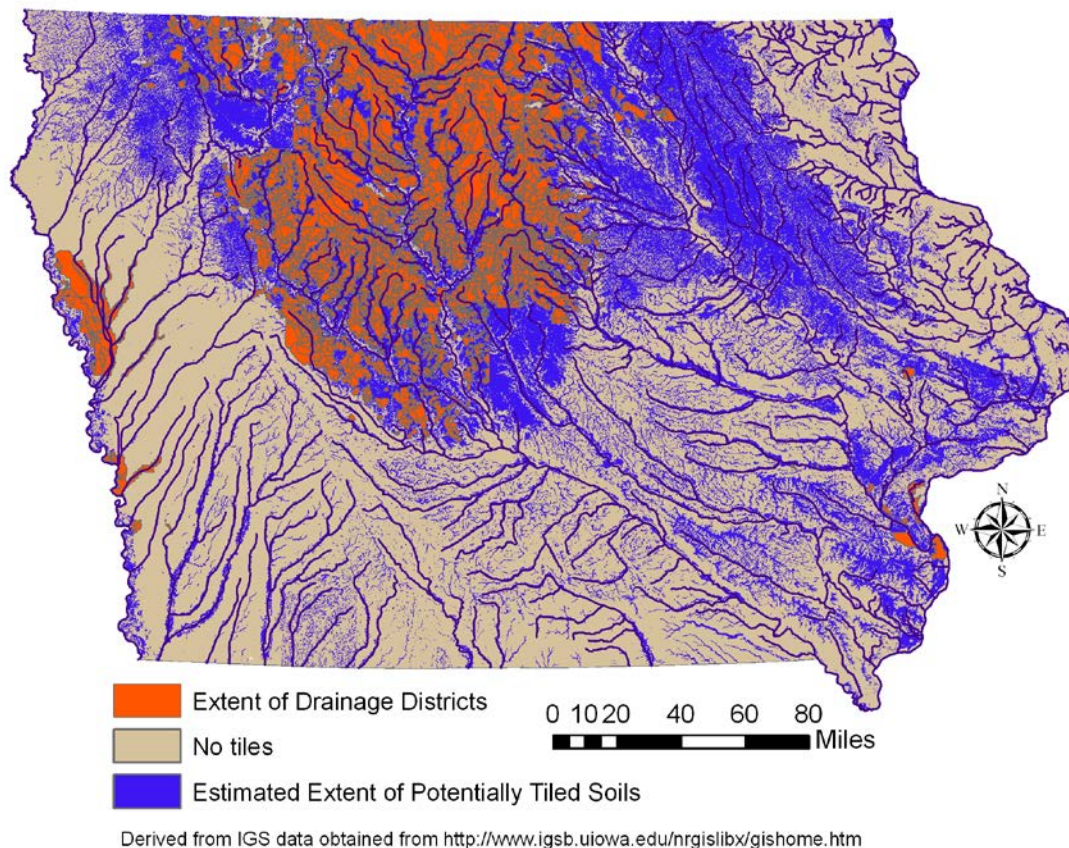 N
W E
S
Extent of Drainage Districts
No tiles
Estimated Extent of Potentially Tiled Soils
0 10 20 40 60 80
Miles
Derived from IGS data obtained from http://www.igsb.uiowa.edu/nrgislibx/gishome.htm